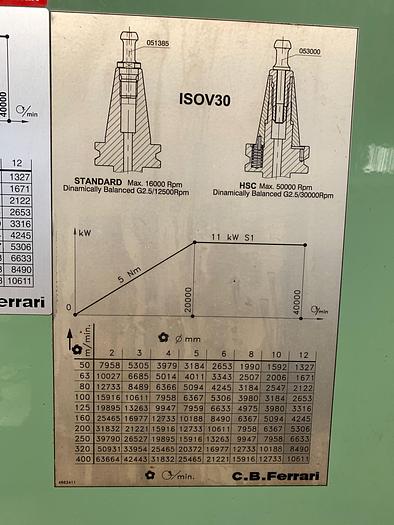 40000
/min
12
1327
1671
2122
2653
3316
4245
5306
6633
8490
10611
Ferrari
051385
053000
ISOV30
STANDARD Max. 16000 Rpm
Dinamically Balanced G2.5/12500Rpm
HSC Max. 50000 Rpm
Dinamically Balanced G2.5/30000Rpm
kW
11 kW S1
5 Nm
0
20000
40000
/min
m/min.
Ø mm
2 3 4 5 6 8 10 12
50 7958 5305 3979 3184 2653 1990 1592 1327
63 10027 6685 5014 4011 3343 2507 2006 1671
80 12733 8489 6366 5094 4245 3184 2547 2122
100 15916 10611 7958 6367 5306 3980 3184 2653
125 19895 13263 9947 7959 6633 4975 3980 3316
160 25465 16977 12733 10188 8490 6367 5094 4245
200 31832 21221 15916 12733 10611 7958 6367 5306
250 39790 26527 19895 15916 13263 9947 7958 6633
320 50931 33954 25465 20372 16977 12733 10188 8490
400 63664 42443 31832 25465 21221 15916 12733 10611
/min.
C.B.Ferrari